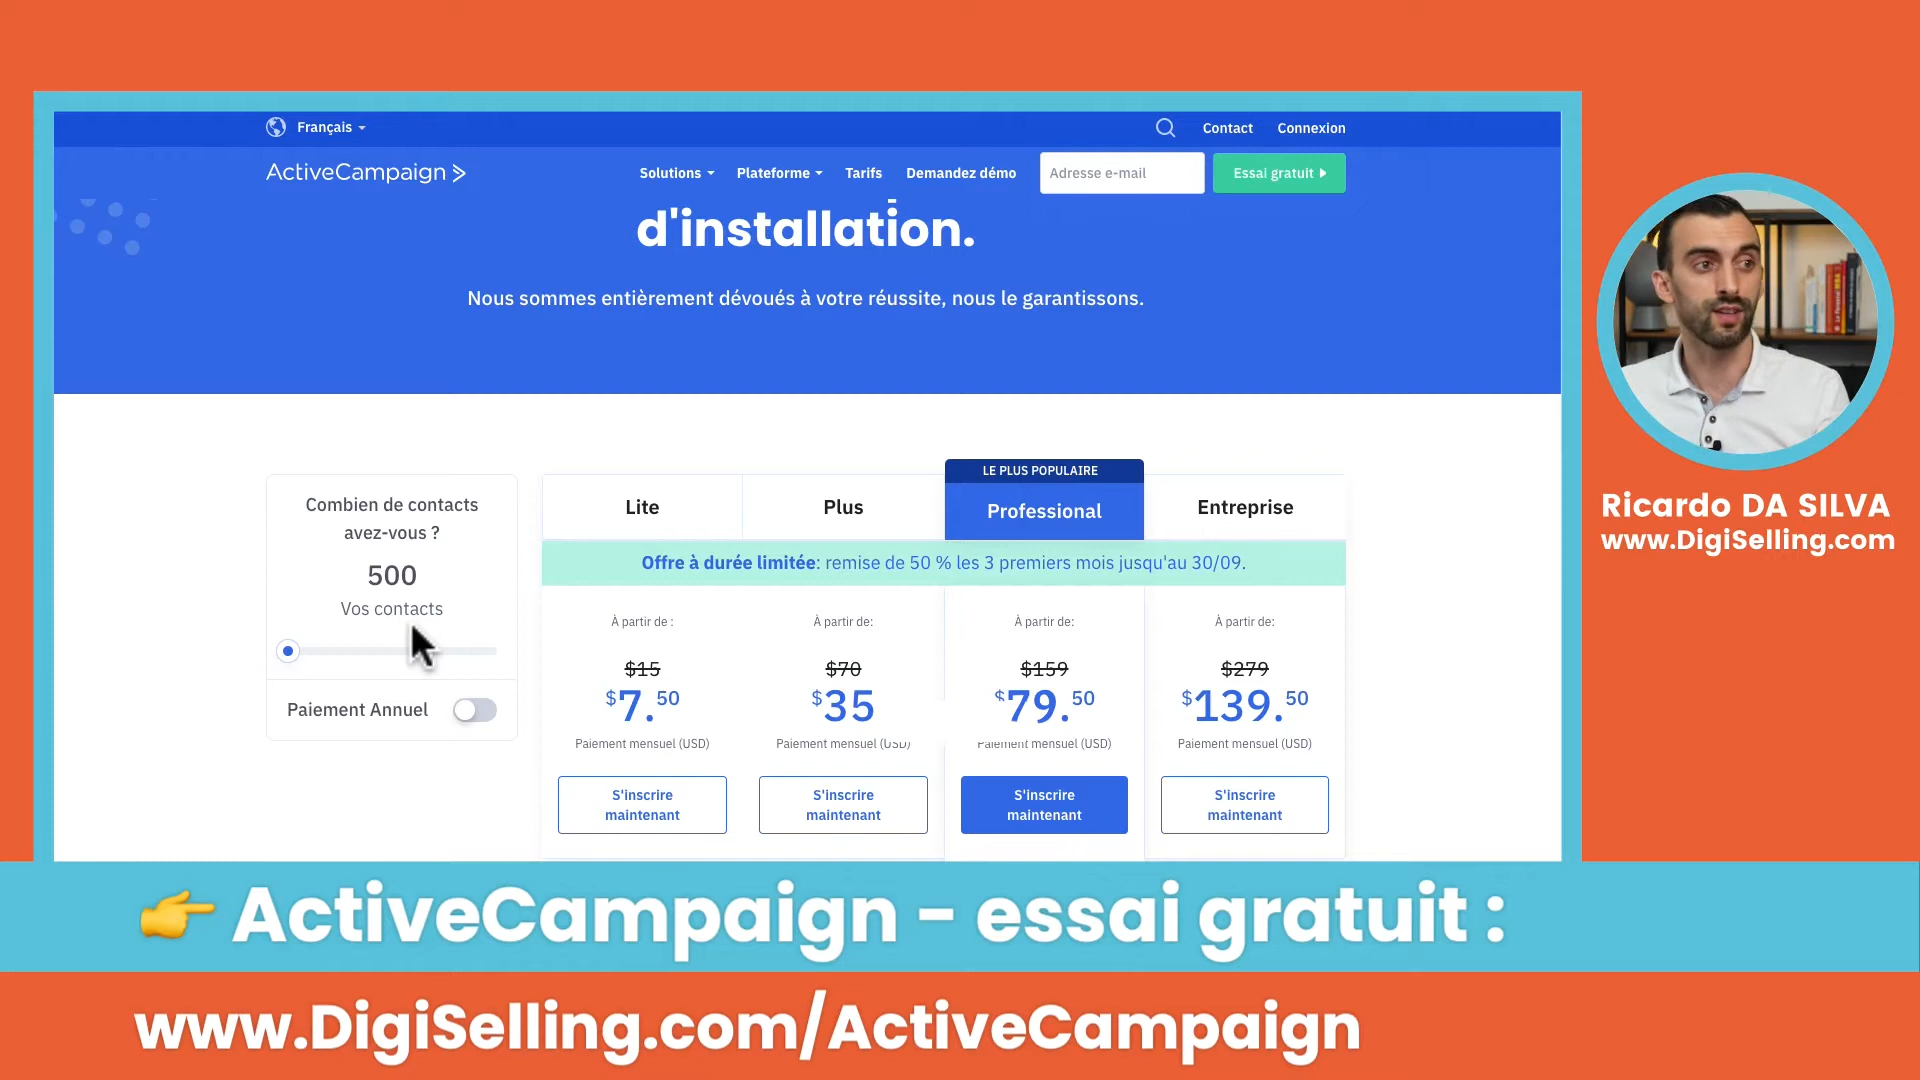 Français
Contact
Connexion
ActiveCampaign >
Solutions
Plateforme
Tarifs
Demandez démo
Adresse e-mail
Essai gratuit
d'installation.
Nous sommes entièrement dévoués à votre réussite, nous le garantissons.
Combien de contacts
avez-vous ?
500
Vos contacts
Paiement Annuel
LE PLUS POPULAIRE
Lite
Plus
Professional
Entreprise
Offre à durée limitée: remise de 50 % les 3 premiers mois jusqu'au 30/09.
À partir de :
À partir de:
À partir de:
À partir de:
$15
$70
$159
$279
$7.50
$35
$79.50
$139.50
Paiement mensuel (USD)
Paiement mensuel (USD)
Paiement mensuel (USD)
Paiement mensuel (USD)
S'inscrire
maintenant
S'inscrire
maintenant
S'inscrire
maintenant
S'inscrire
maintenant
Ricardo DA SILVA
www.DigiSelling.com
👉 ActiveCampaign - essai gratuit :
www.DigiSelling.com/ActiveCampaign